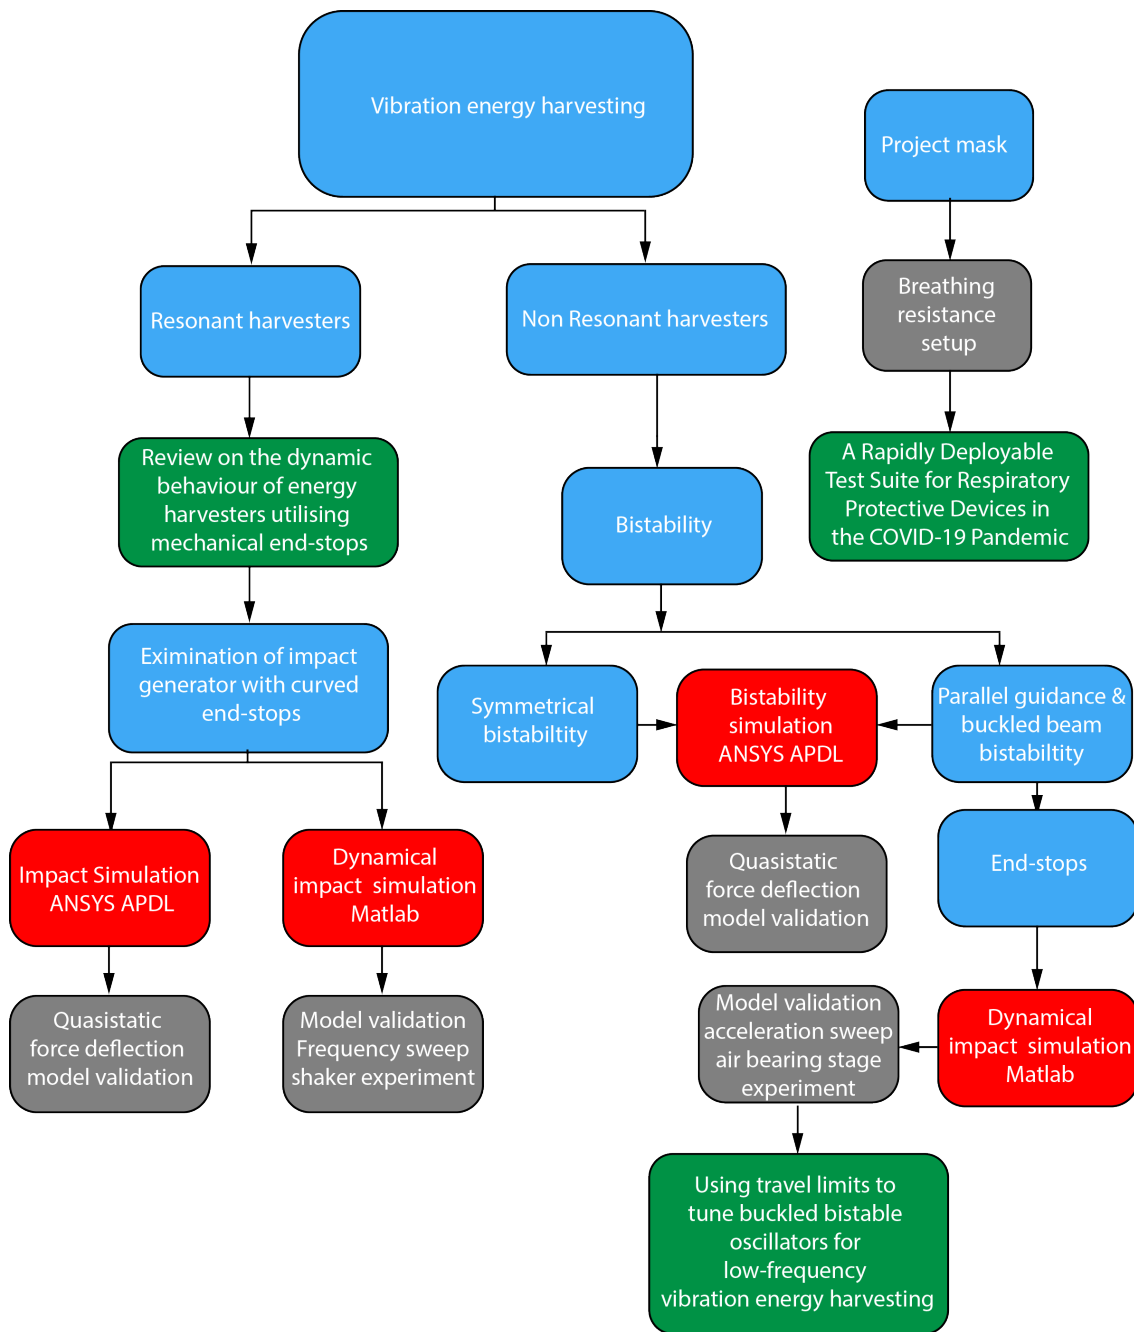 Vibration energy harvesting
Project mask
Resonant harvesters
Non Resonant harvesters
Breathing
resistance
setup
Review on the dynamic
behaviour of energy
harvesters utilising
mechanical end-stops
Bistability
A Rapidly Deployable
Test Suite for Respiratory
Protective Devices in
the COVID-19 Pandemic
Eximination of impact
generator with curved
end-stops
Symmetrical
bistabiltity
Bistability
simulation
ANSYS APDL
Parallel guidance &
buckled beam
bistabiltity
Impact Simulation
ANSYS APDL
Dynamical
impact simulation
Matlab
Quasistatic
force deflection
model validation
End-stops
Quasistatic
force deflection
model validation
Model validation
Frequency sweep
shaker experiment
Model validation
acceleration sweep
air bearing stage
experiment
Dynamical
impact simulation
Matlab
Using travel limits to
tune buckled bistable
oscillators for
low-frequency
vibration energy harvesting